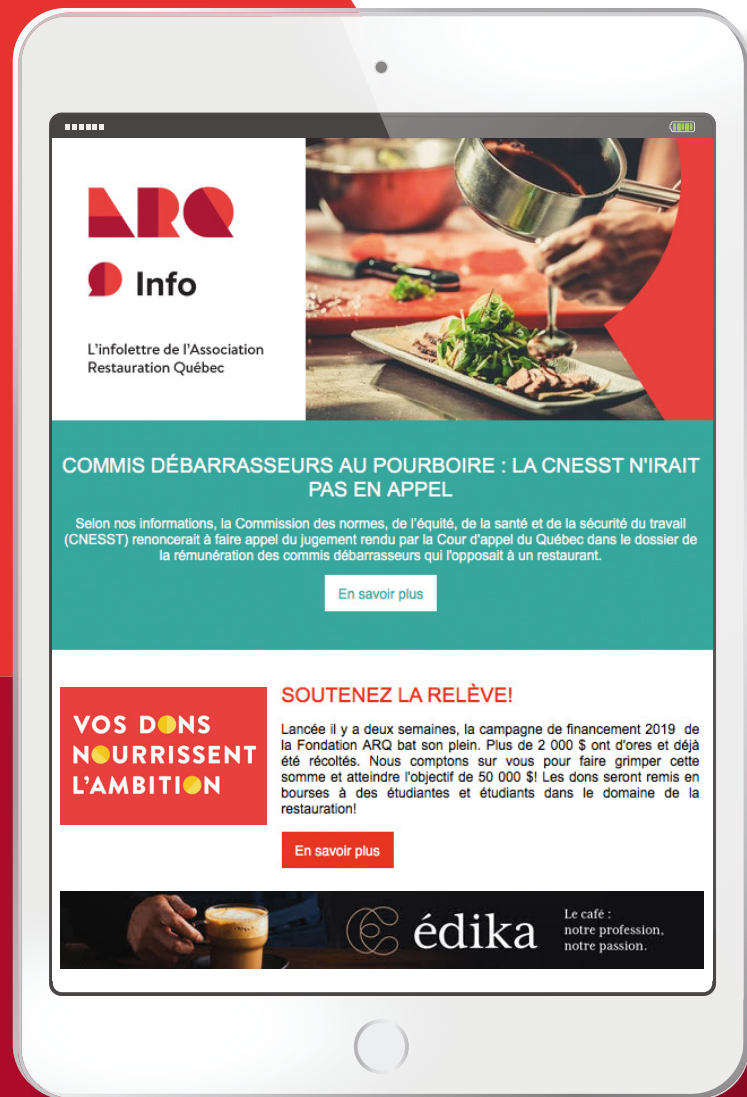 ARQ
Info
L'infolettre de l'Association
Restauration Québec
COMMIS DÉBARRASSEURS AU POURBOIRE : LA CNESST N'IRAIT
PAS EN APPEL
Selon nos informations, la Commission des normes, de l'équité, de la santé et de la sécurité du travail
(CNESST) renoncerait à faire appel du jugement rendu par la Cour d'appel du Québec dans le dossier de
la rémunération des commis débarrasseurs qui l'opposait à un restaurant.
En savoir plus
VOS DONS
NOURRISSENT
L'AMBITION
SOUTENEZ LA RELÈVE!
Lancée il y a deux semaines, la campagne de financement 2019 de
la Fondation ARQ bat son plein. Plus de 2 000 $ ont d'ores et déjà
été récoltés. Nous comptons sur vous pour faire grimper cette
somme et atteindre l'objectif de 50 000 $! Les dons seront remis en
bourses à des étudiantes et étudiants dans le domaine de la
restauration!
En savoir plus
édika
Le café :
notre profession,
notre passion.